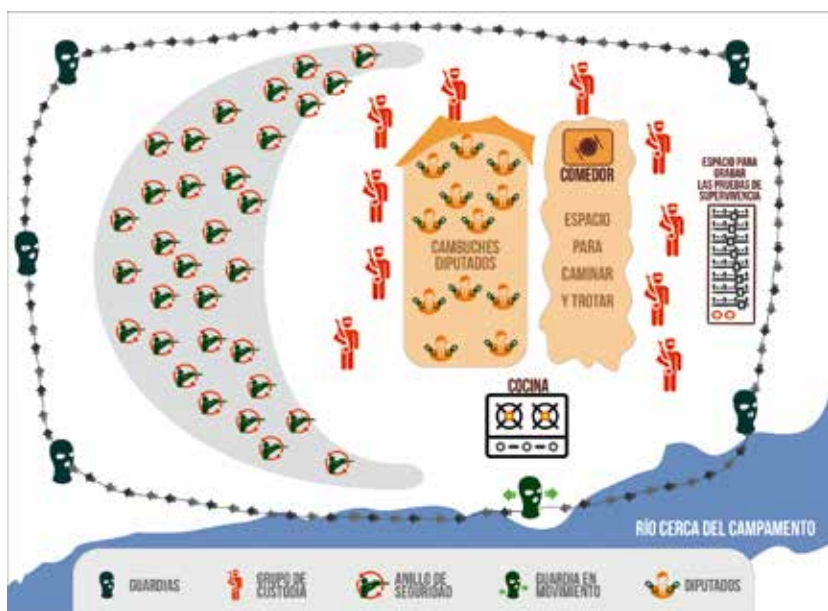 COMEDOR
ESPACIO
PARA
CAMINAR
Y TROTAR
CAMBUCHES
DIPUTADOS
ESPACIO PARA
GRABAR
LAS PRUEBAS DE
SUPERVIVENCIA
COCINA
RÍO CERCA DEL CAMPAMENTO
GUARDIAS
GRUPO DE
CUSTODIA
ANILLO DE
SEGURIDAD
GUARDIA EN
MOVIMIENTO
DIPUTADOS